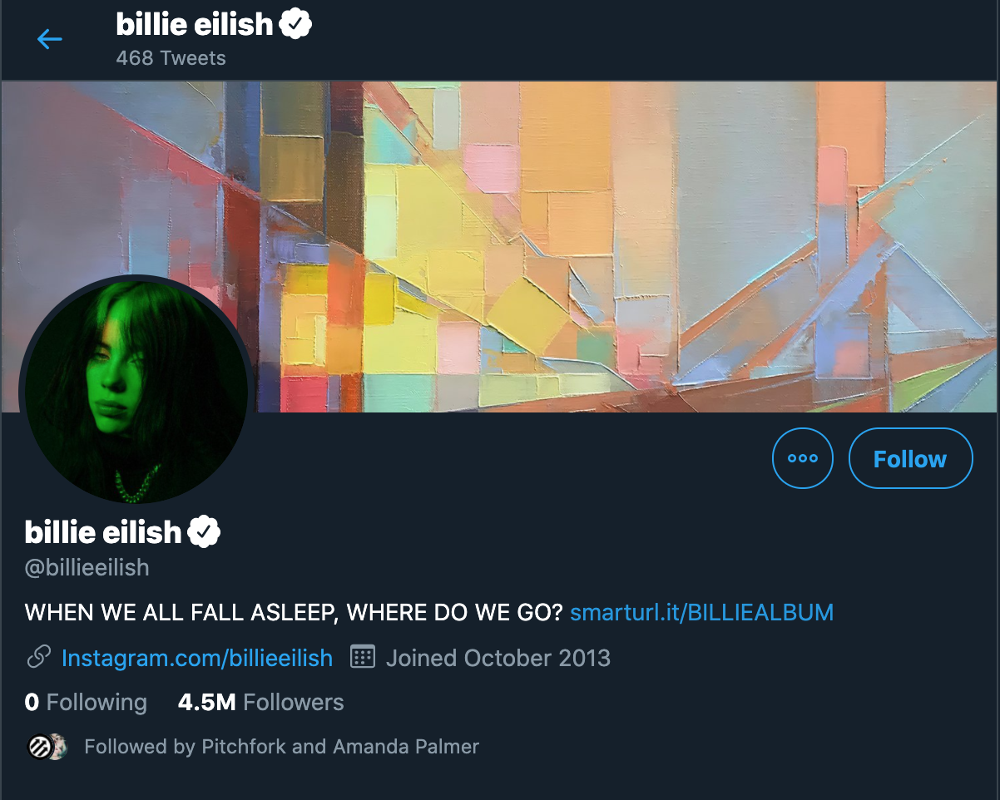 billie eilish
468 Tweets
Follow
billie eilish
@billieeilish
WHEN WE ALL FALL ASLEEP, WHERE DO WE GO? smarturl.it/BILLIEALBUM
Instagram.com/billieeilish Joined October 2013
0 Following 4.5M Followers
Followed by Pitchfork and Amanda Palmer